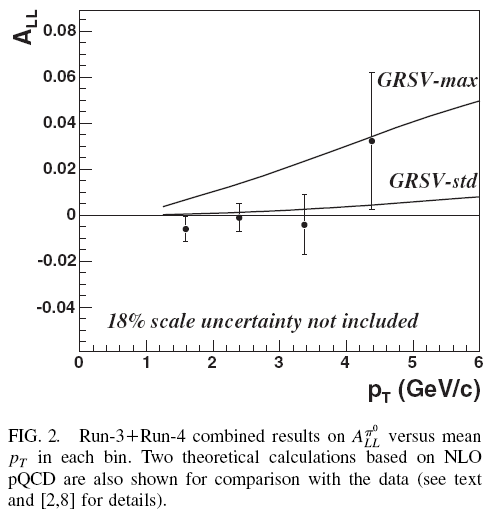 A_LL
0.08
0.06
0.04
0.02
0
-0.02
-0.04
GRSV-max
GRSV-std
18% scale uncertainty not included
0 1 2 3 4 5 6
p_T (GeV/c)
FIG. 2. Run-3+Run-4 combined results on A_LL^π⁰ versus mean
p_T in each bin. Two theoretical calculations based on NLO
pQCD are also shown for comparison with the data (see text
and [2,8] for details).